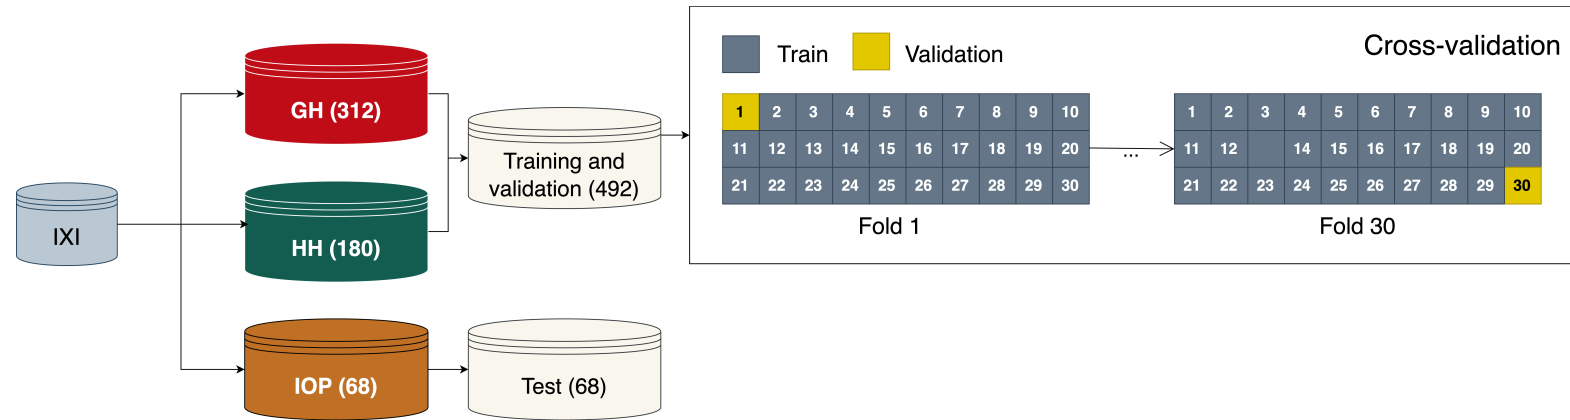 IXI
GH (312)
HH (180)
IOP (68)
Training and
validation (492)
Test (68)
Cross-validation
Train
Validation
1 2 3 4 5 6 7 8 9 10
11 12 13 14 15 16 17 18 19 20
21 22 23 24 25 26 27 28 29 30
Fold 1
...
1 2 3 4 5 6 7 8 9 10
11 12 14 15 16 17 18 19 20
21 22 23 24 25 26 27 28 29 30
Fold 30